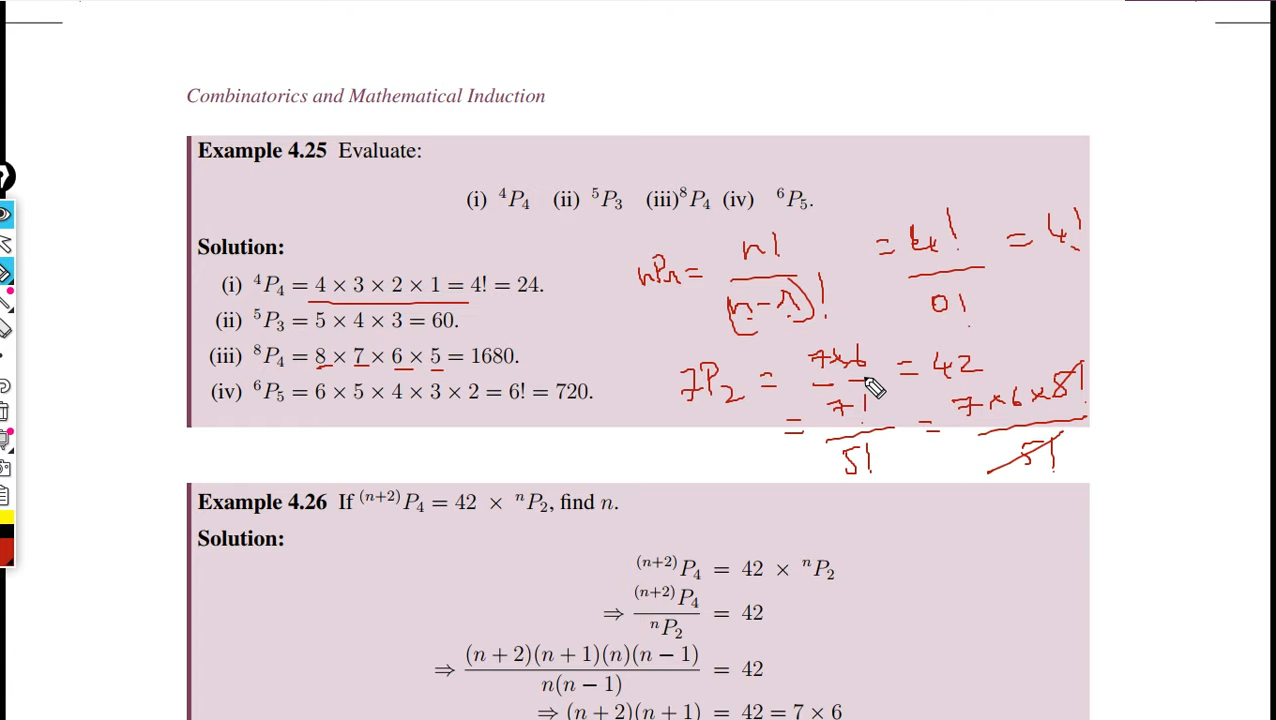 Combinatorics and Mathematical Induction
Example 4.25 Evaluate:
(i) ⁴P₄ (ii) ⁵P₃ (iii)⁸P₄ (iv) ⁶P₅.
Solution:
(i) ⁴P₄ = 4 × 3 × 2 × 1 = 4! = 24.
(ii) ⁵P₃ = 5 × 4 × 3 = 60.
(iii) ⁸P₄ = 8 × 7 × 6 × 5 = 1680.
(iv) ⁶P₅ = 6 × 5 × 4 × 3 × 2 = 6! = 720.
nPr = n! / (n - r)! = 4! / 0! = 4!
7P₂ = 7×6 = 42
= 7! / 5! = 7×6×5! / 5!
Example 4.26 If ⁽ⁿ⁺²⁾P₄ = 42 × ⁿP₂, find n.
Solution:
⁽ⁿ⁺²⁾P₄ = 42 × ⁿP₂
⇒ ⁽ⁿ⁺²⁾P₄ / ⁿP₂ = 42
⇒ (n + 2)(n + 1)(n)(n − 1) / n(n − 1) = 42
⇒ (n + 2)(n + 1) = 42 = 7 × 6